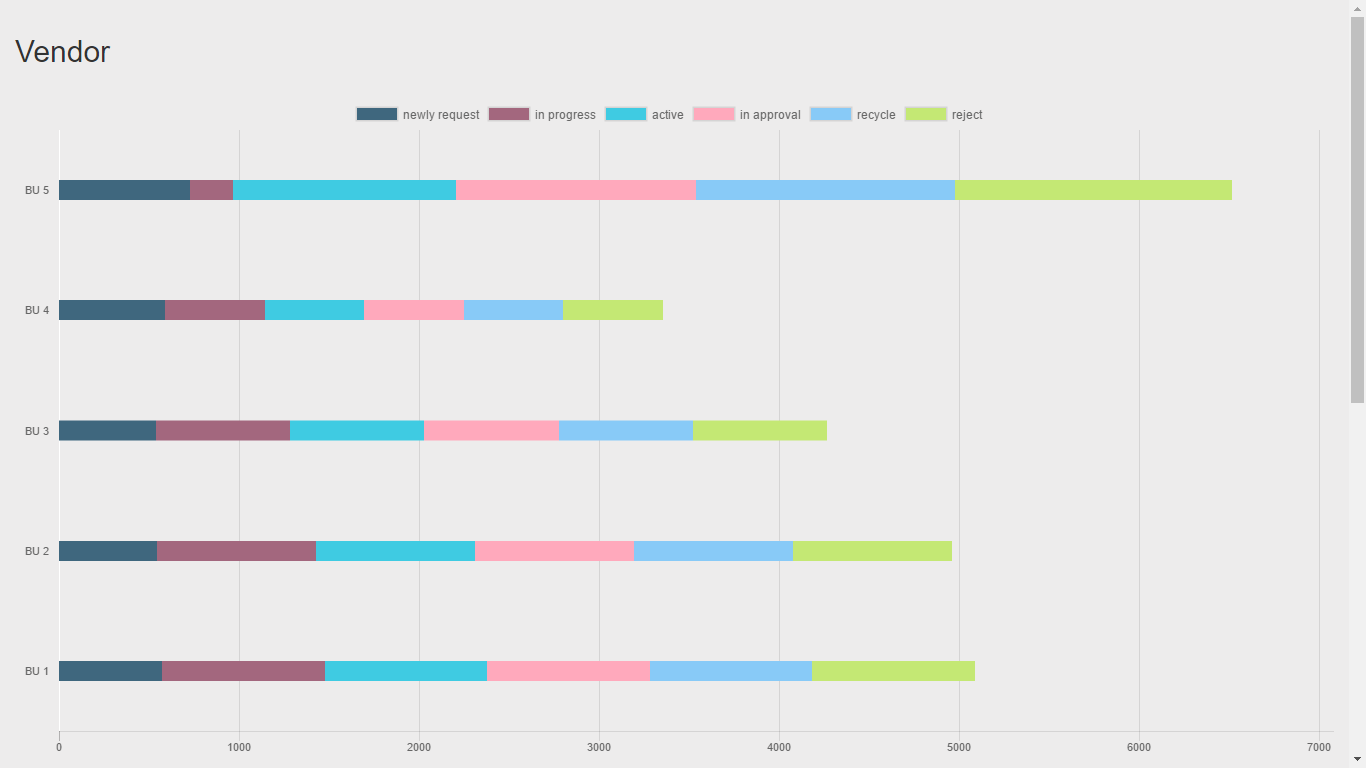 Vendor
newly request in progress active in approval recycle reject
BU 5
BU 4
BU 3
BU 2
BU 1
0 1000 2000 3000 4000 5000 6000 7000